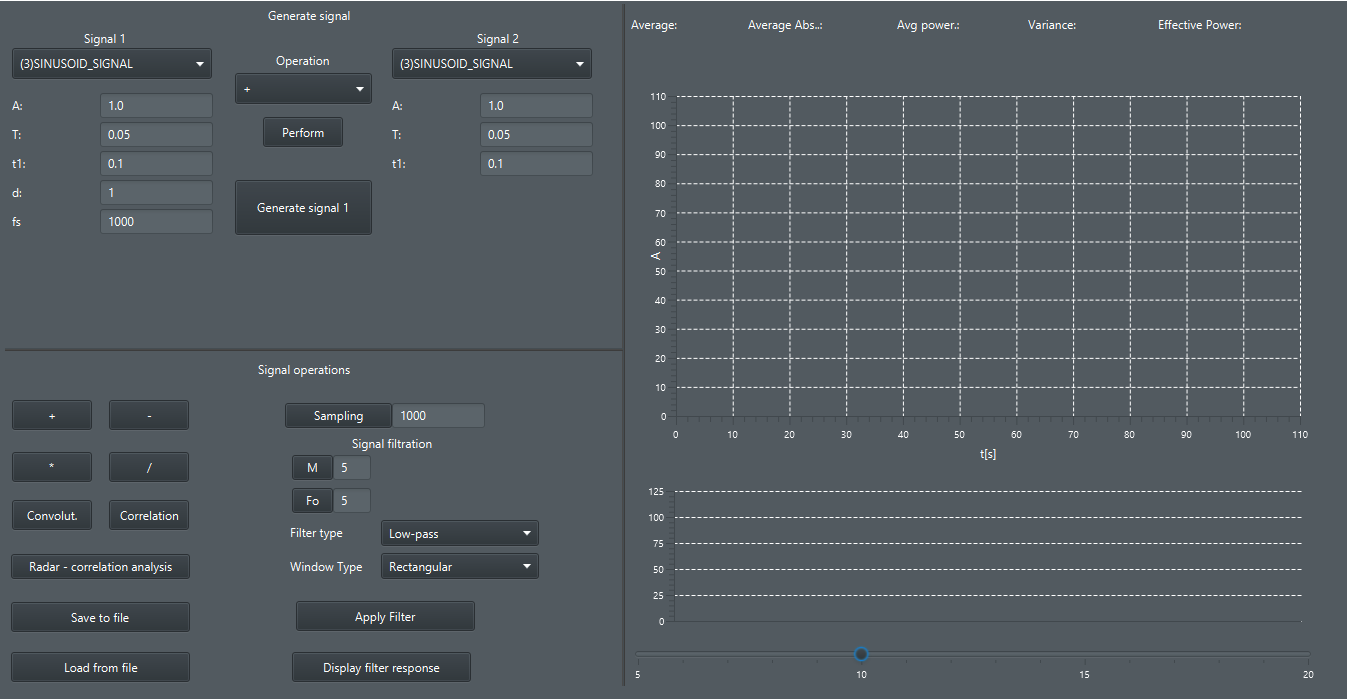 Generate signal
Signal 1
Signal 2
(3)SINUSOID_SIGNAL
Operation
(3)SINUSOID_SIGNAL
+
A: 1.0
A: 1.0
T: 0.05
Perform
T: 0.05
t1: 0.1
t1: 0.1
d: 1
Generate signal 1
fs 1000
Signal operations
+ -
Sampling 1000
Signal filtration
* /
M 5
Fo 5
Convolut. Correlation
Filter type Low-pass
Radar - correlation analysis
Window Type Rectangular
Save to file
Apply Filter
Load from file
Display filter response
Average: Average Abs..: Avg power.: Variance: Effective Power:
110
100
90
80
70
60
A
50
40
30
20
10
0
0 10 20 30 40 50 60 70 80 90 100 110
t[s]
125
100
75
50
25
0
5 10 15 20